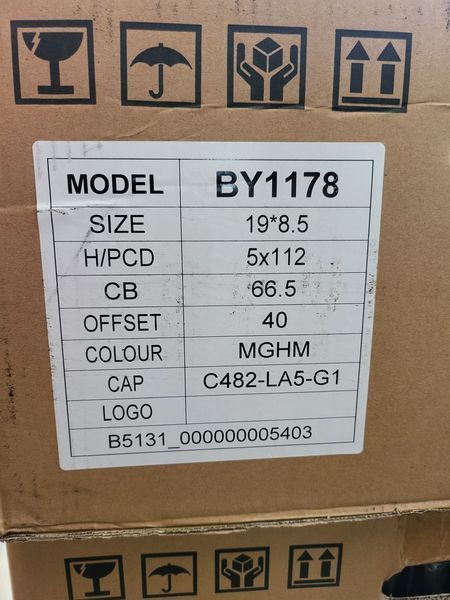 MODEL BY1178
SIZE 19*8.5
H/PCD 5x112
CB 66.5
OFFSET 40
COLOUR MGHM
CAP C482-LA5-G1
LOGO
B5131_000000005403